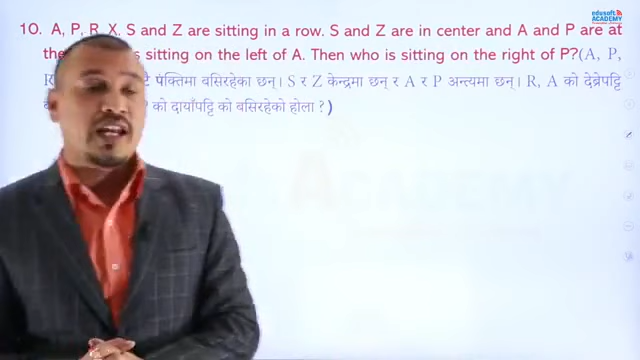 edusoft
ACADEMY
10. A, P, R, X. S and Z are sitting in a row. S and Z are in center and A and P are at
the sitting on the left of A. Then who is sitting on the right of P?(A, P,
R पंक्तिमा बसिरहेका छन्। S र Z केन्द्रमा छन् र A र P अन्त्यमा छन्। R, A को देब्रेपट्टि
को दायाँपट्टि को बसिरहेको होला ?)
ACADEMY